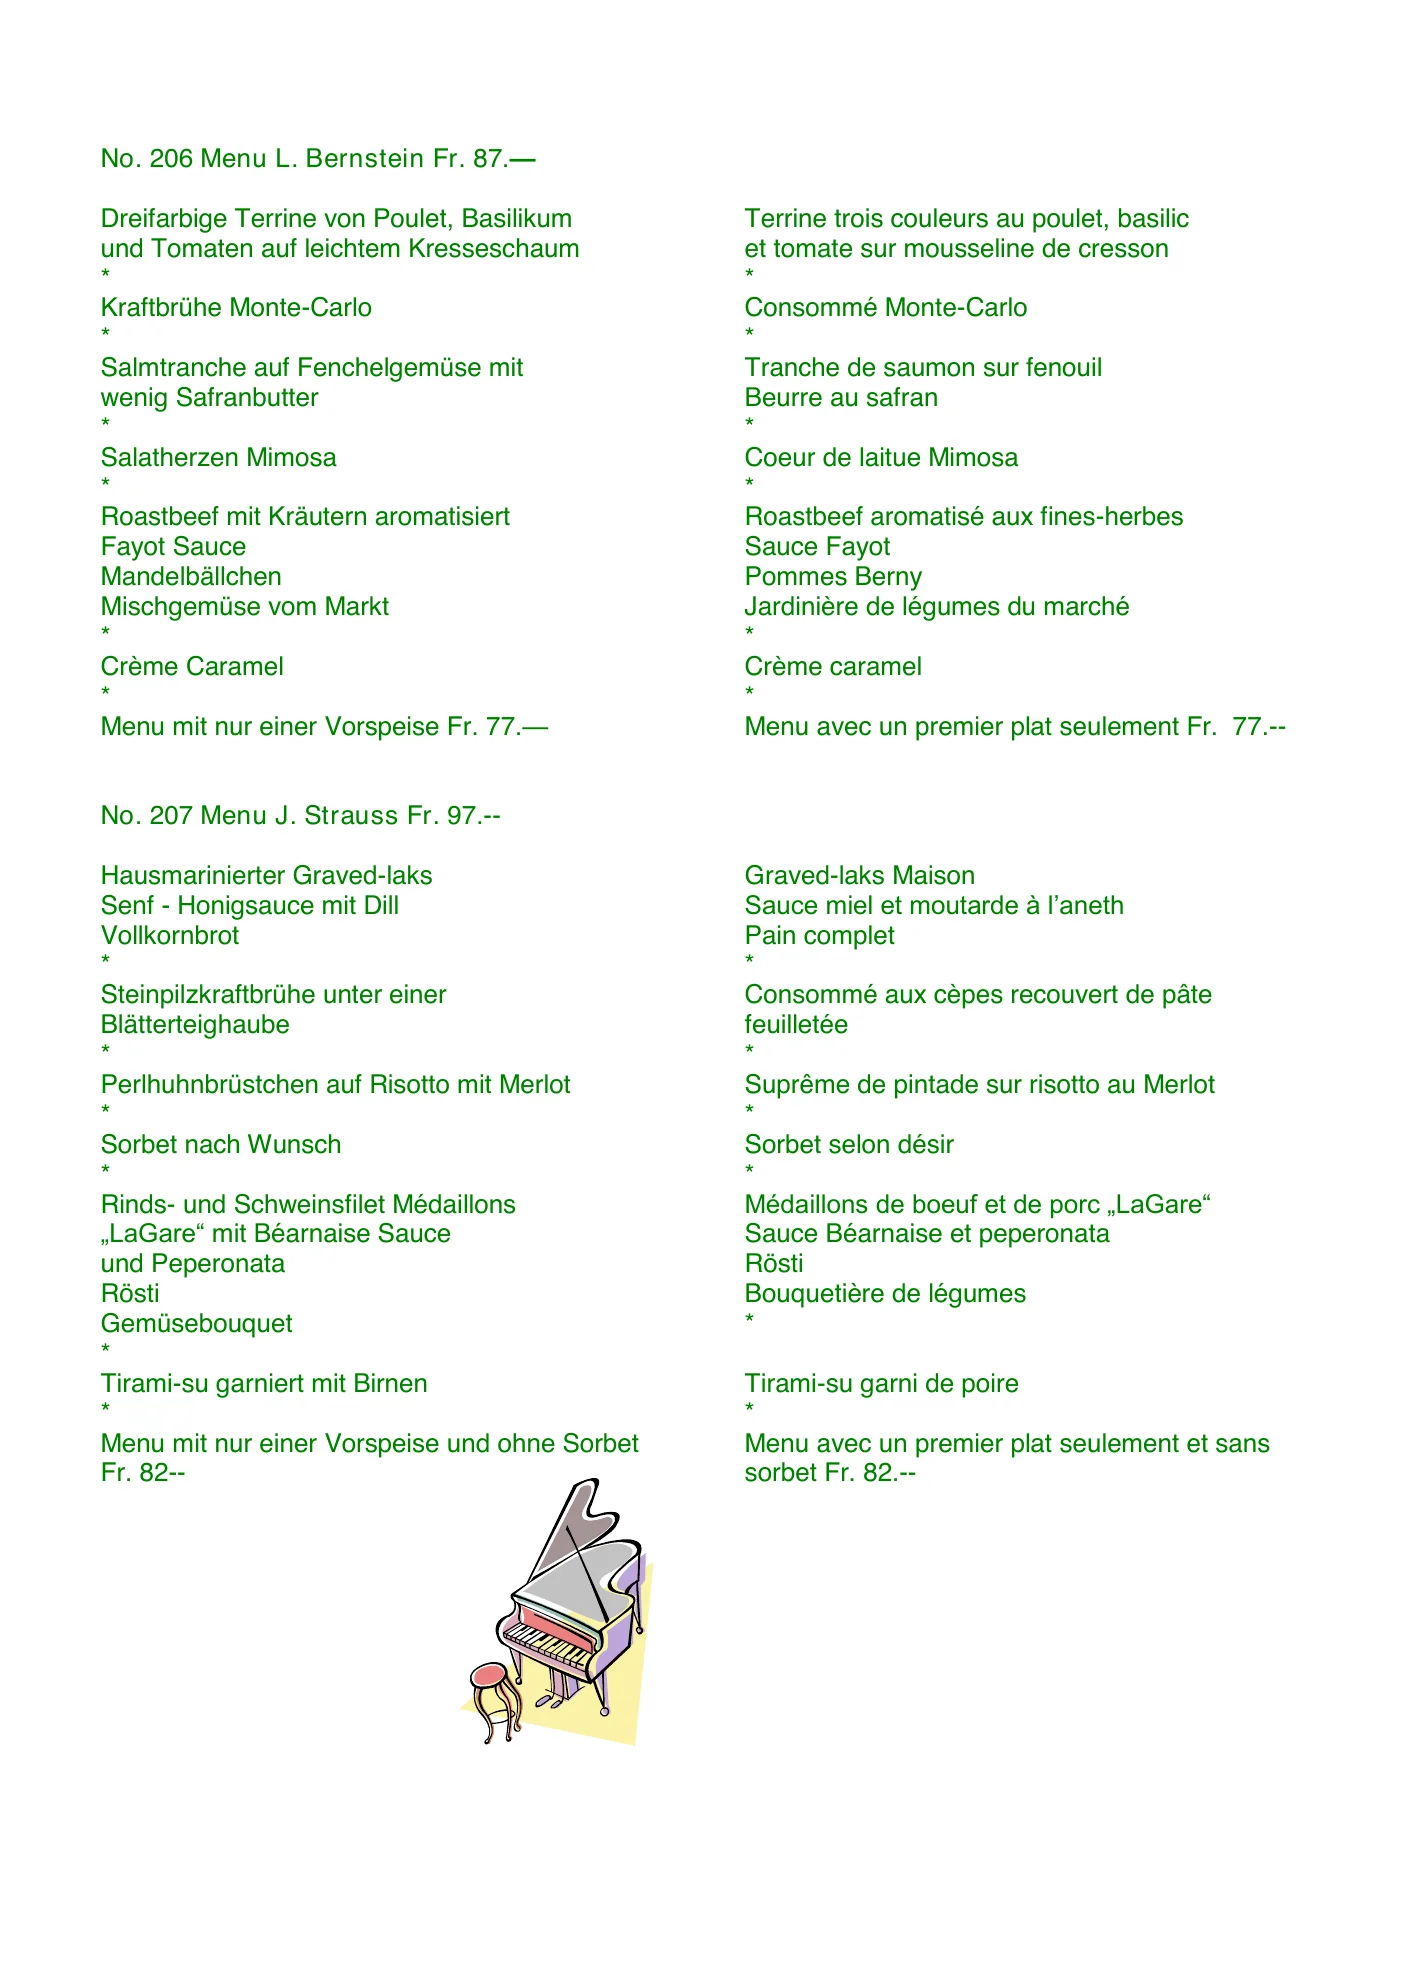 No. 206 Menu L. Bernstein Fr. 87.—
Dreifarbige Terrine von Poulet, Basilikum
und Tomaten auf leichtem Kresseschaum
*
Kraftbrühe Monte-Carlo
*
Salmtranche auf Fenchelgemüse mit
wenig Safranbutter
*
Salatherzen Mimosa
*
Roastbeef mit Kräutern aromatisiert
Fayot Sauce
Mandelbällchen
Mischgemüse vom Markt
*
Crème Caramel
*
Menu mit nur einer Vorspeise Fr. 77.—
Terrine trois couleurs au poulet, basilic
et tomate sur mousseline de cresson
*
Consommé Monte-Carlo
*
Tranche de saumon sur fenouil
Beurre au safran
*
Coeur de laitue Mimosa
*
Roastbeef aromatisé aux fines-herbes
Sauce Fayot
Pommes Berny
Jardinière de légumes du marché
*
Crème caramel
*
Menu avec un premier plat seulement Fr.  77.--
No. 207 Menu J. Strauss Fr. 97.--
Hausmarinierter Graved-laks
Senf - Honigsauce mit Dill
Vollkornbrot
*
Steinpilzkraftbrühe unter einer
Blätterteighaube
*
Perlhuhnbrüstchen auf Risotto mit Merlot
*
Sorbet nach Wunsch
*
Rinds- und Schweinsfilet Médaillons
„LaGare“ mit Béarnaise Sauce
und Peperonata
Rösti
Gemüsebouquet
*
Tirami-su garniert mit Birnen
*
Menu mit nur einer Vorspeise und ohne Sorbet
Fr. 82--
Graved-laks Maison
Sauce miel et moutarde à l’aneth
Pain complet
*
Consommé aux cèpes recouvert de pâte
feuilletée
*
Suprême de pintade sur risotto au Merlot
*
Sorbet selon désir
*
Médaillons de boeuf et de porc „LaGare“
Sauce Béarnaise et peperonata
Rösti
Bouquetière de légumes
*
Tirami-su garni de poire
*
Menu avec un premier plat seulement et sans
sorbet Fr. 82.--